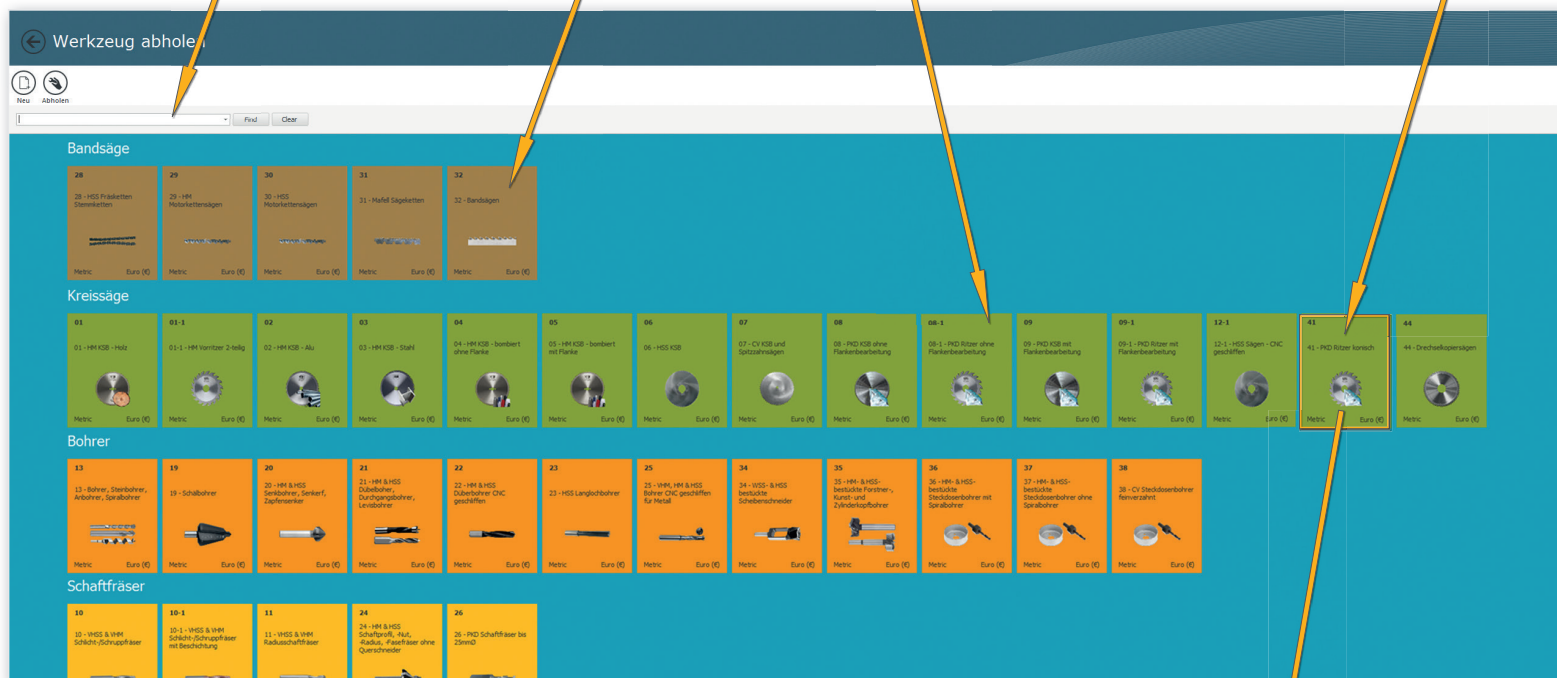 Werkzeug abholen
Neu
Abholen
Find
Clear
Bandsäge
28
28 - HSS Fräsketten
Stemmketten
Metric
Euro (€)
29
29 - HM
Motorkettensägen
Metric
Euro (€)
30
30 - HSS
Motorkettensägen
Metric
Euro (€)
31
31 - Mafell Sägeketten
Metric
Euro (€)
32
32 - Bandsägen
Metric
Euro (€)
Kreissäge
01
01 - HM KSB - Holz
Metric
Euro (€)
01-1
01-1 - HM Vorritzer 2-teilig
Metric
Euro (€)
02
02 - HM KSB - Alu
Metric
Euro (€)
03
03 - HM KSB - Stahl
Metric
Euro (€)
04
04 - HM KSB - bombiert
ohne Flanke
Metric
Euro (€)
05
05 - HM KSB - bombiert
mit Flanke
Metric
Euro (€)
06
06 - HSS KSB
Metric
Euro (€)
07
07 - CV KSB und
Spitzzahnsägen
Metric
Euro (€)
08
08 - PKD KSB ohne
Flankenbearbeitung
Metric
Euro (€)
08-1
08-1 - PKD Ritzer ohne
Flankenbearbeitung
Metric
Euro (€)
09
09 - PKD KSB mit
Flankenbearbeitung
Metric
Euro (€)
09-1
09-1 - PKD Ritzer mit
Flankenbearbeitung
Metric
Euro (€)
12-1
12-1 - HSS Sägen - CNC
geschliffen
Metric
Euro (€)
41
41 - PKD Ritzer konisch
Metric
Euro (€)
44
44 - Drechselkopiersägen
Metric
Euro (€)
Bohrer
13
13 - Bohrer, Steinbohrer,
Anbohrer, Spiralbohrer
Metric
Euro (€)
19
19 - Schälbohrer
Metric
Euro (€)
20
20 - HM & HSS
Senkbohrer, Senkerf,
Zapfensenker
Metric
Euro (€)
21
21 - HM & HSS
Dübelboher,
Durchgangsbohrer,
Levisbohrer
Metric
Euro (€)
22
22 - HM & HSS
Düberbohrer CNC
geschliffen
Metric
Euro (€)
23
23 - HSS Langlochbohrer
Metric
Euro (€)
25
25 - VHM, HM & HSS
Bohrer CNC geschliffen
für Metall
Metric
Euro (€)
34
34 - WSS- & HSS
bestückte
Scheibenschneider
Metric
Euro (€)
35
35 - HM- & HSS-
bestückte Forstner-,
Kunst- und
Zylinderkopfbohrer
Metric
Euro (€)
36
36 - HM- & HSS-
bestückte
Steckdosenbohrer mit
Spiralbohrer
Metric
Euro (€)
37
37 - HM- & HSS-
bestückte
Steckdosenbohrer ohne
Spiralbohrer
Metric
Euro (€)
38
38 - CV Steckdosenbohrer
feinverzahnt
Metric
Euro (€)
Schaftfräser
10
10 - VHSS & VHM
Schlicht-/Schruppfräser
10-1
10-1 - VHSS & VHM
Schlicht-/Schruppfräser
mit Beschichtung
11
11 - VHSS & VHM
Radiusschaftfräser
24
24 - HM & HSS
Schaftprofil, -Nut,
-Radius, -Fasefräser ohne
Querschneider
26
26 - PKD Schaftfräser bis
25mmØ